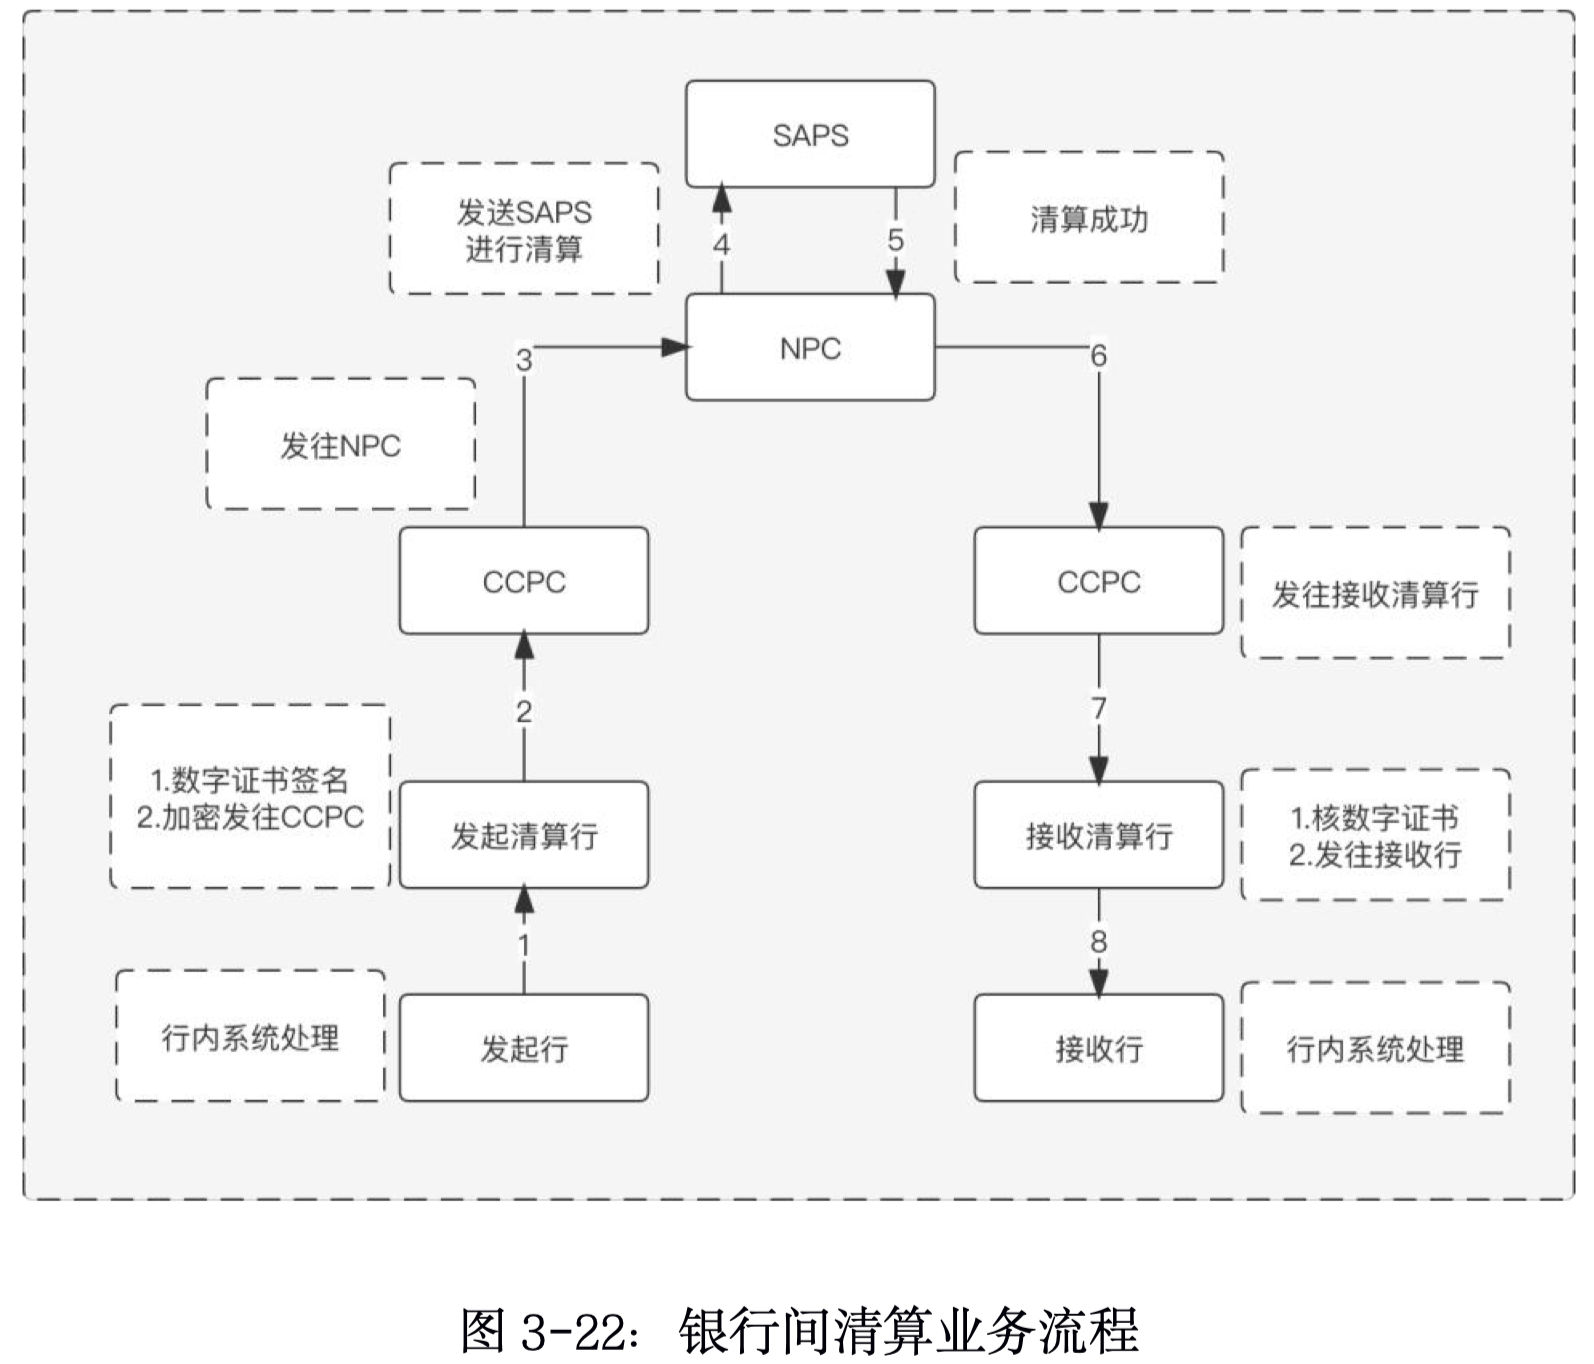 SAPS
发送SAPS
进行清算
4
5
清算成功
3
NPC
6
发往NPC
CCPC
CCPC
发往接收清算行
2
7
1.数字证书签名
2.加密发往CCPC
发起清算行
接收清算行
1.核数字证书
2.发往接收行
1
8
行内系统处理
发起行
接收行
行内系统处理
图 3-22： 银行间清算业务流程